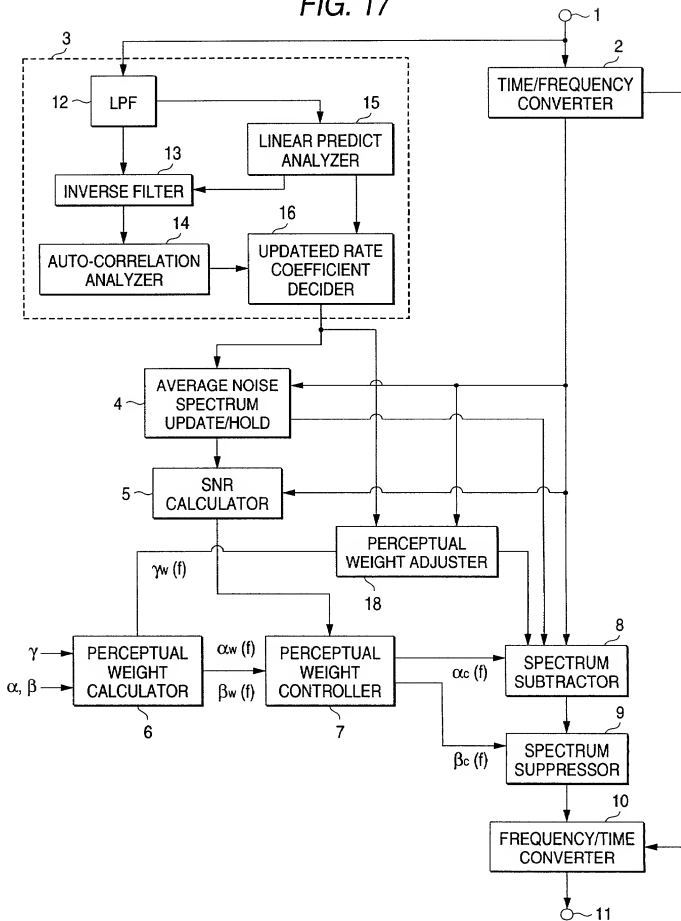 FIG. 17
1
3
2
TIME/FREQUENCY
CONVERTER
12
LPF
15
LINEAR PREDICT
ANALYZER
13
INVERSE FILTER
14
AUTO-CORRELATION
ANALYZER
16
UPDATEED RATE
COEFFICIENT
DECIDER
4
AVERAGE NOISE
SPECTRUM
UPDATE/HOLD
5
SNR
CALCULATOR
PERCEPTUAL
WEIGHT ADJUSTER
18
γw (f)
γ
α, β
PERCEPTUAL
WEIGHT
CALCULATOR
6
αw (f)
βw (f)
PERCEPTUAL
WEIGHT
CONTROLLER
7
αc (f)
βc (f)
8
SPECTRUM
SUBTRACTOR
9
SPECTRUM
SUPPRESSOR
10
FREQUENCY/TIME
CONVERTER
11